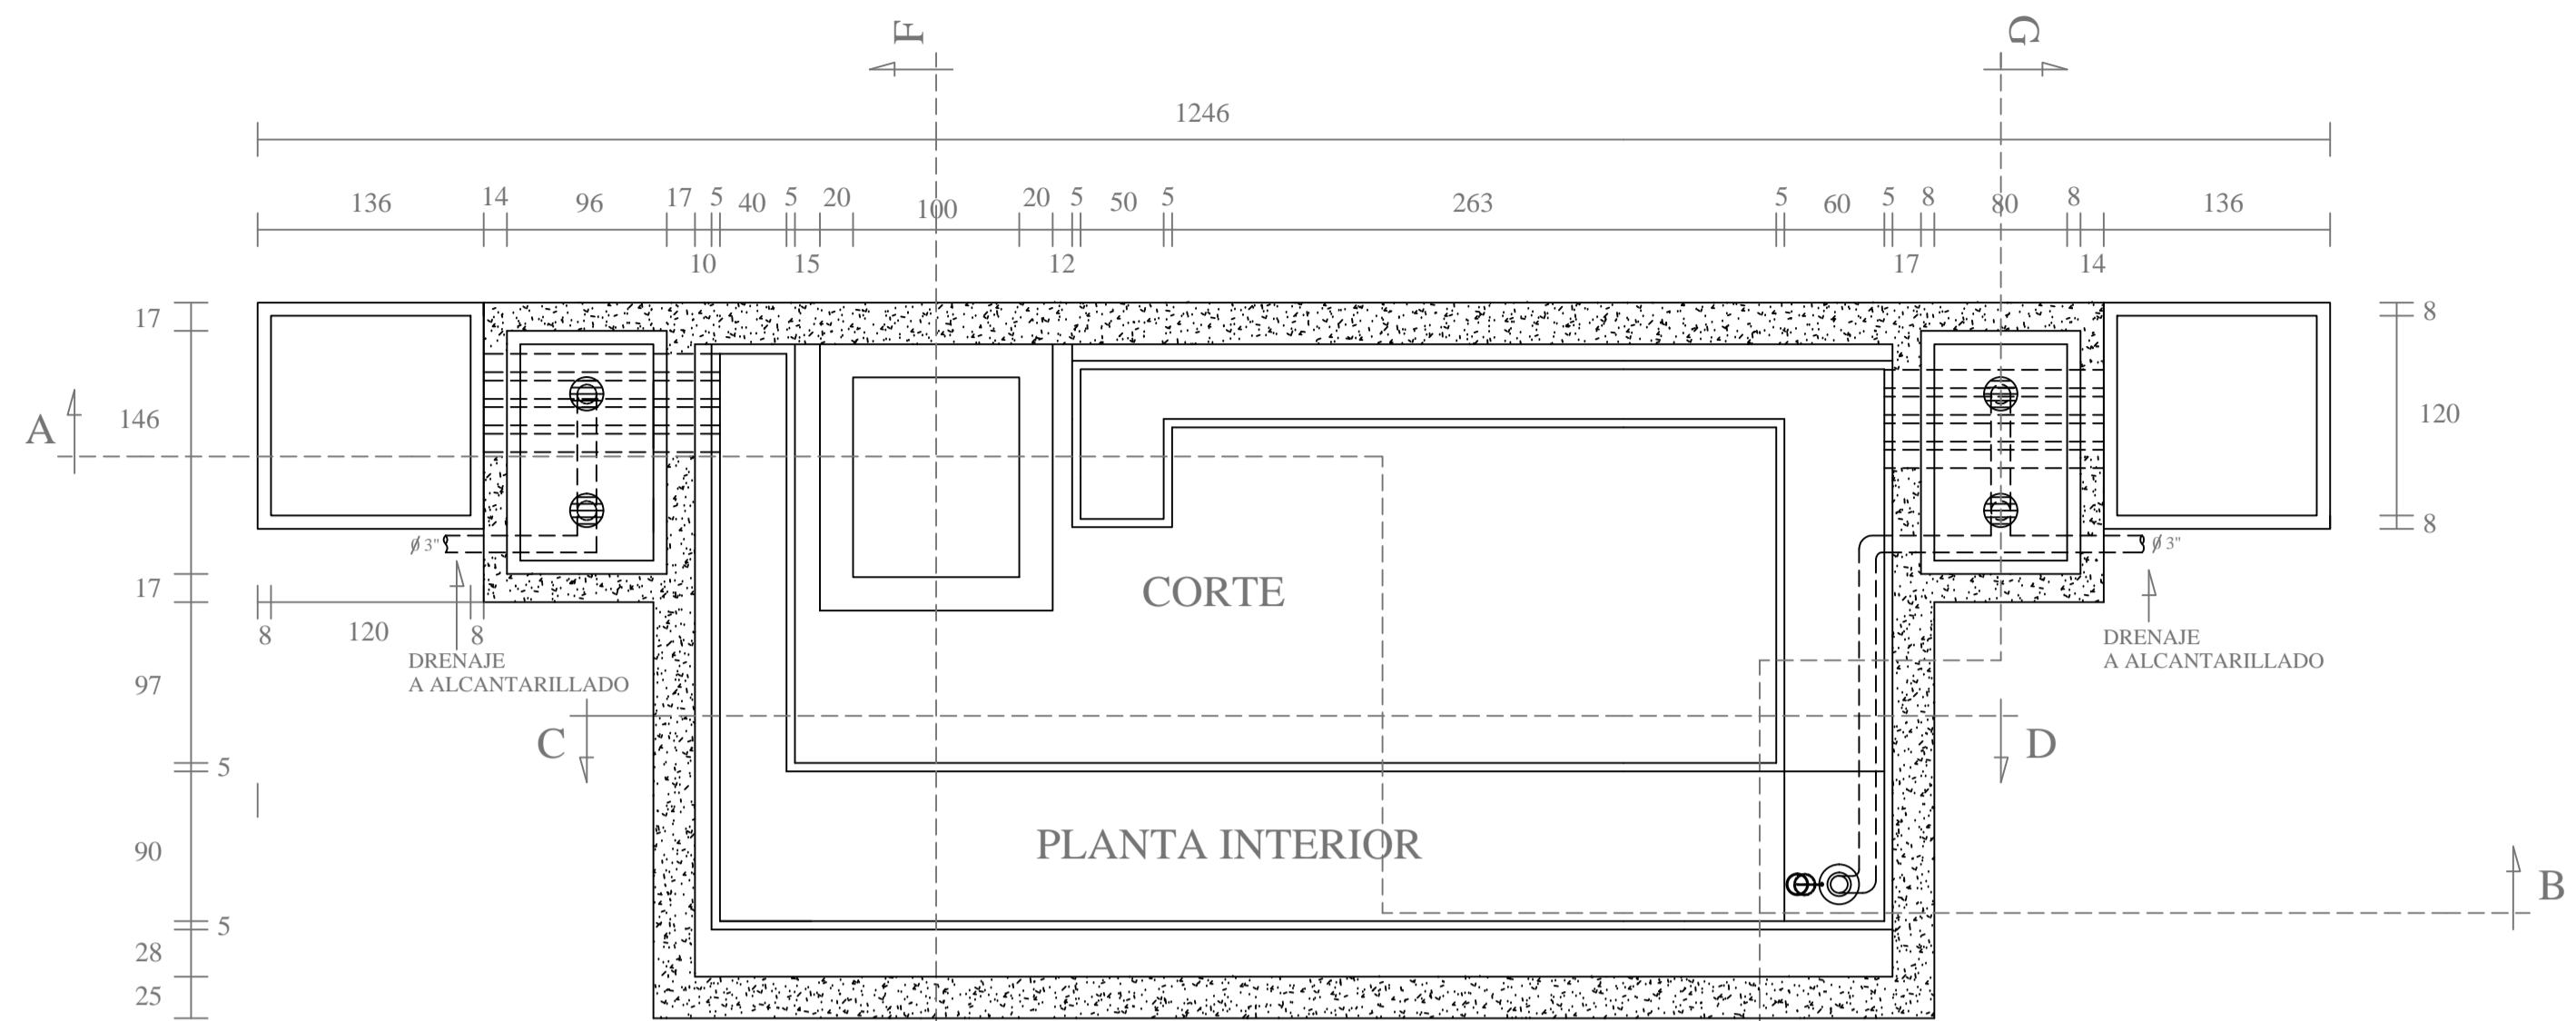 F
G
1246
136 14 96 17 5 40 5 20 100 20 5 50 5 263 5 60 5 8 80 8 136
10 15 12 17 14
17
8
146
120
A
8
Ø 3"
Ø 3"
17
CORTE
8 120 8
DRENAJE
A ALCANTARILLADO
DRENAJE
A ALCANTARILLADO
97
C
D
5
90
PLANTA INTERIOR
B
5
28
25